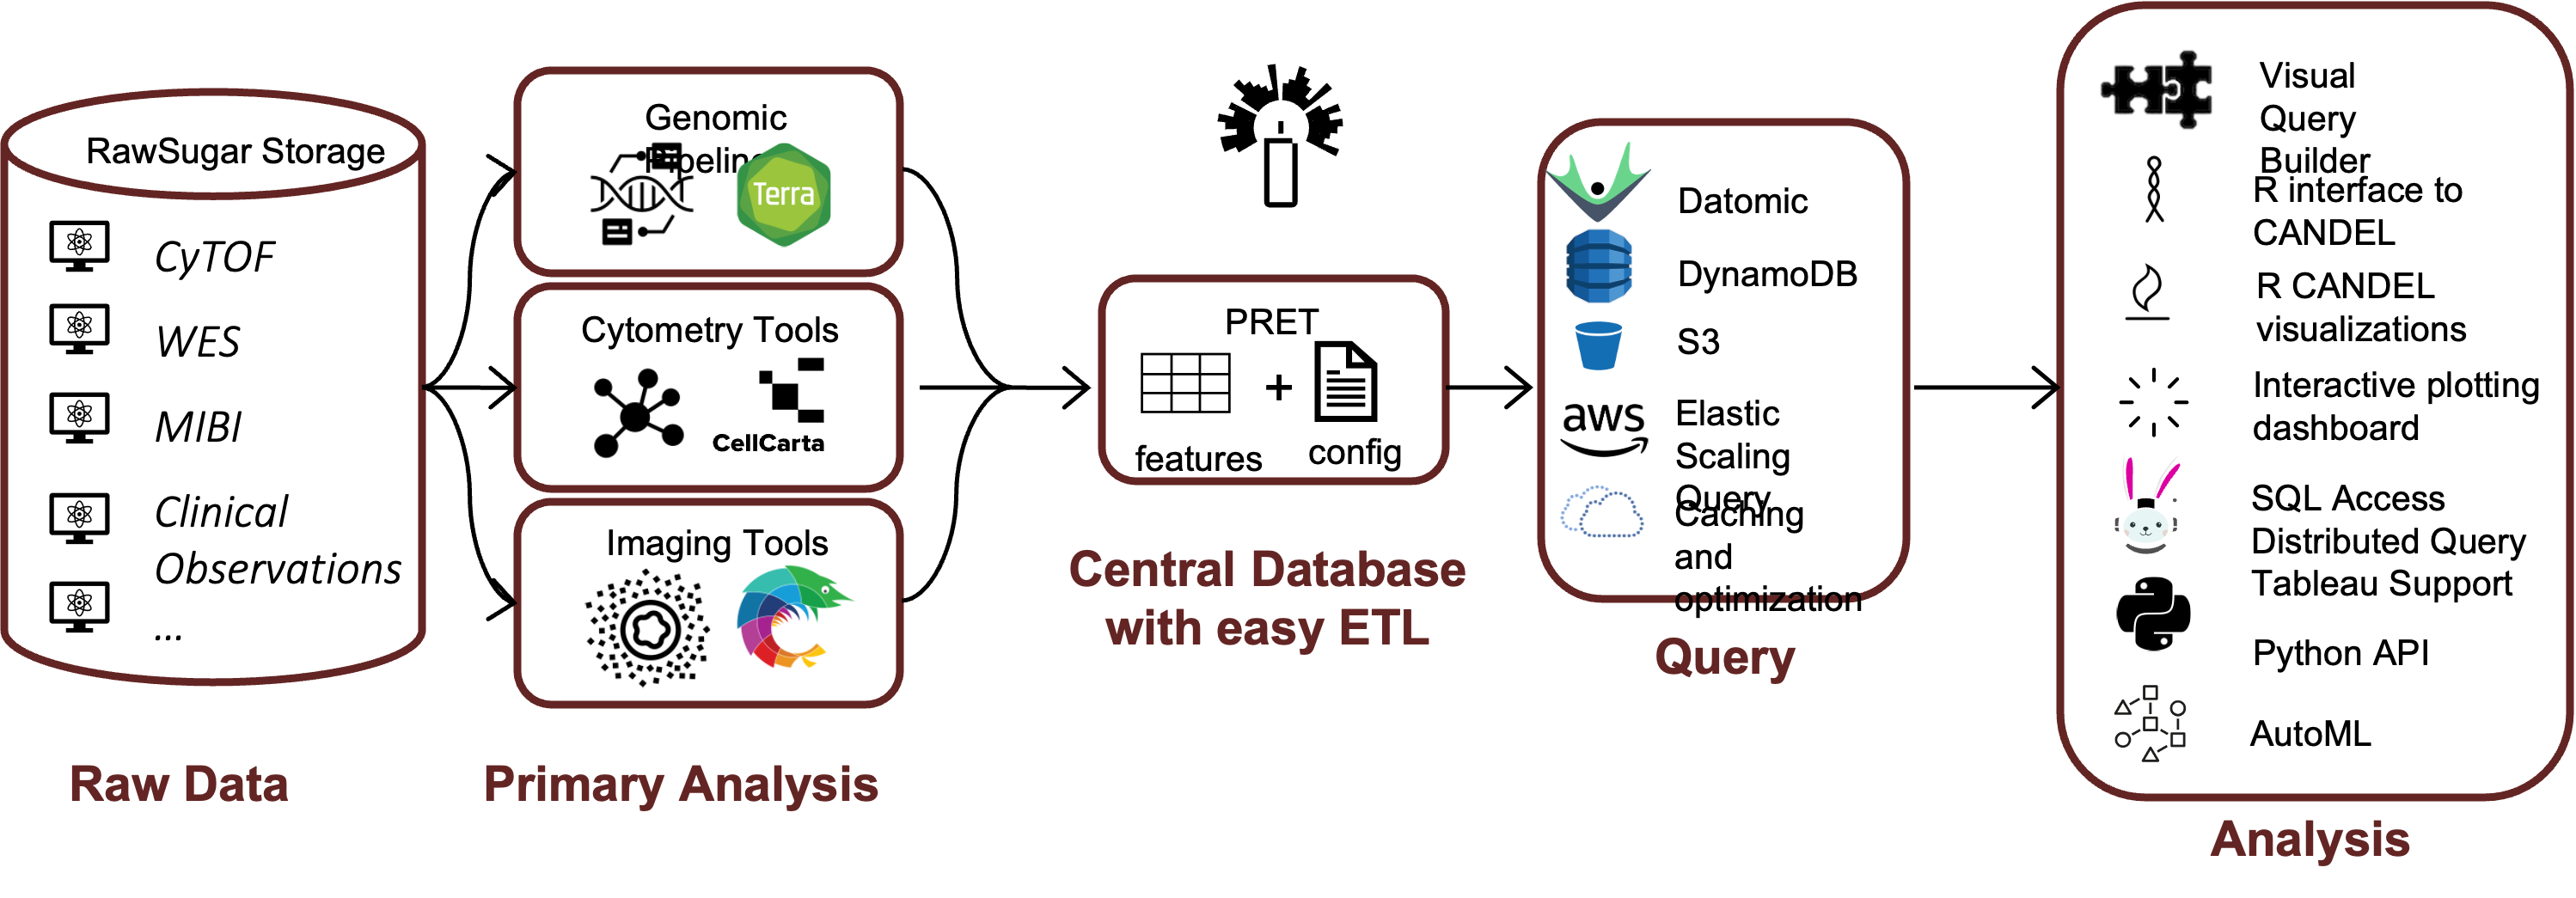 RawSugar Storage
CyTOF
WES
MIBI
Clinical
Observations
...
Raw Data
Genomic
Pipeline
Terra
Cytometry Tools
CellCarta
Imaging Tools
Primary Analysis
PRET
+
features
config
Central Database
with easy ETL
Datomic
DynamoDB
S3
aws
Elastic
Scaling
Query
Caching
and
optimization
Query
Visual
Query
Builder
R interface to
CANDEL
R CANDEL
visualizations
Interactive plotting
dashboard
SQL Access
Distributed Query
Tableau Support
Python API
AutoML
Analysis